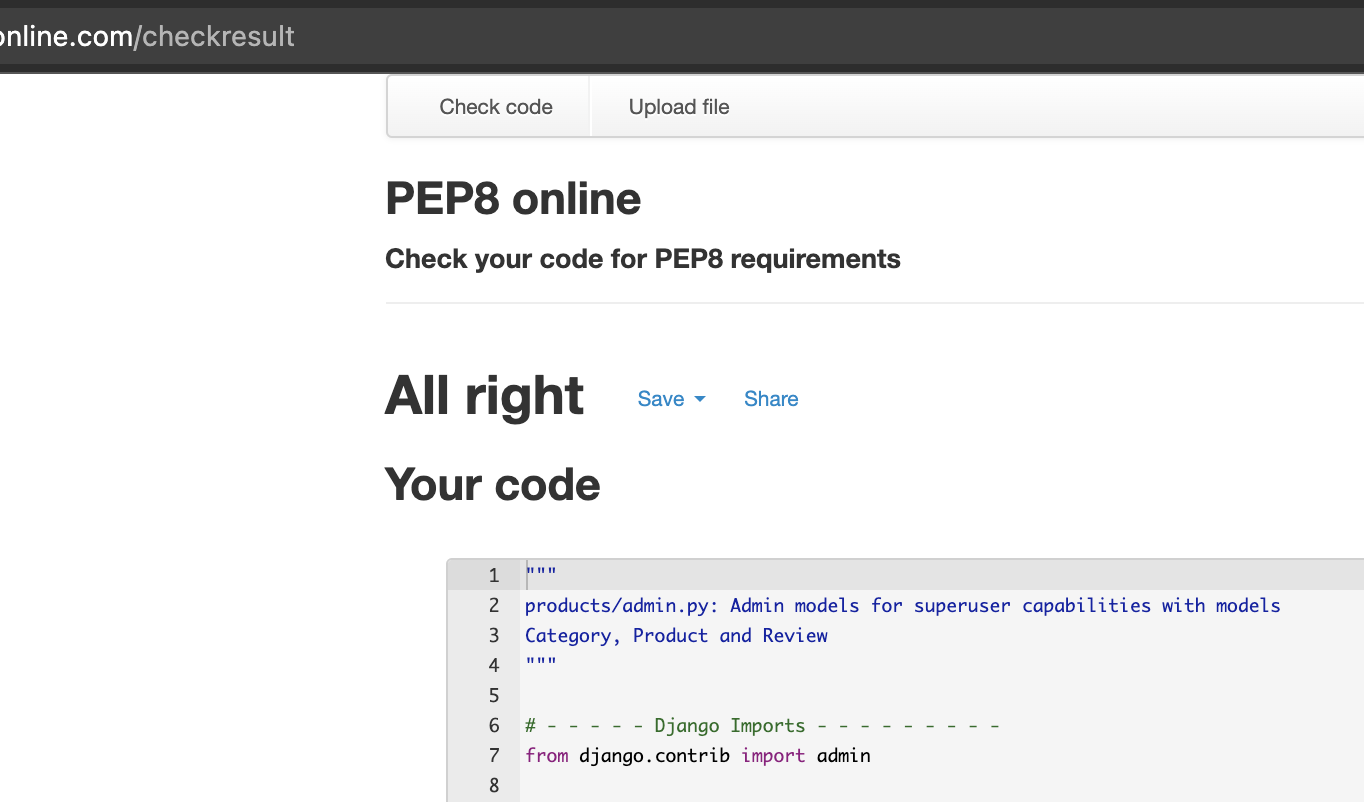 online.com/checkresult
Check code Upload file
PEP8 online
Check your code for PEP8 requirements
All right Save Share
Your code
1 """
2 products/admin.py: Admin models for superuser capabilities with models
3 Category, Product and Review
4 """
5
6 # - - - - - Django Imports - - - - - - - - -
7 from django.contrib import admin
8